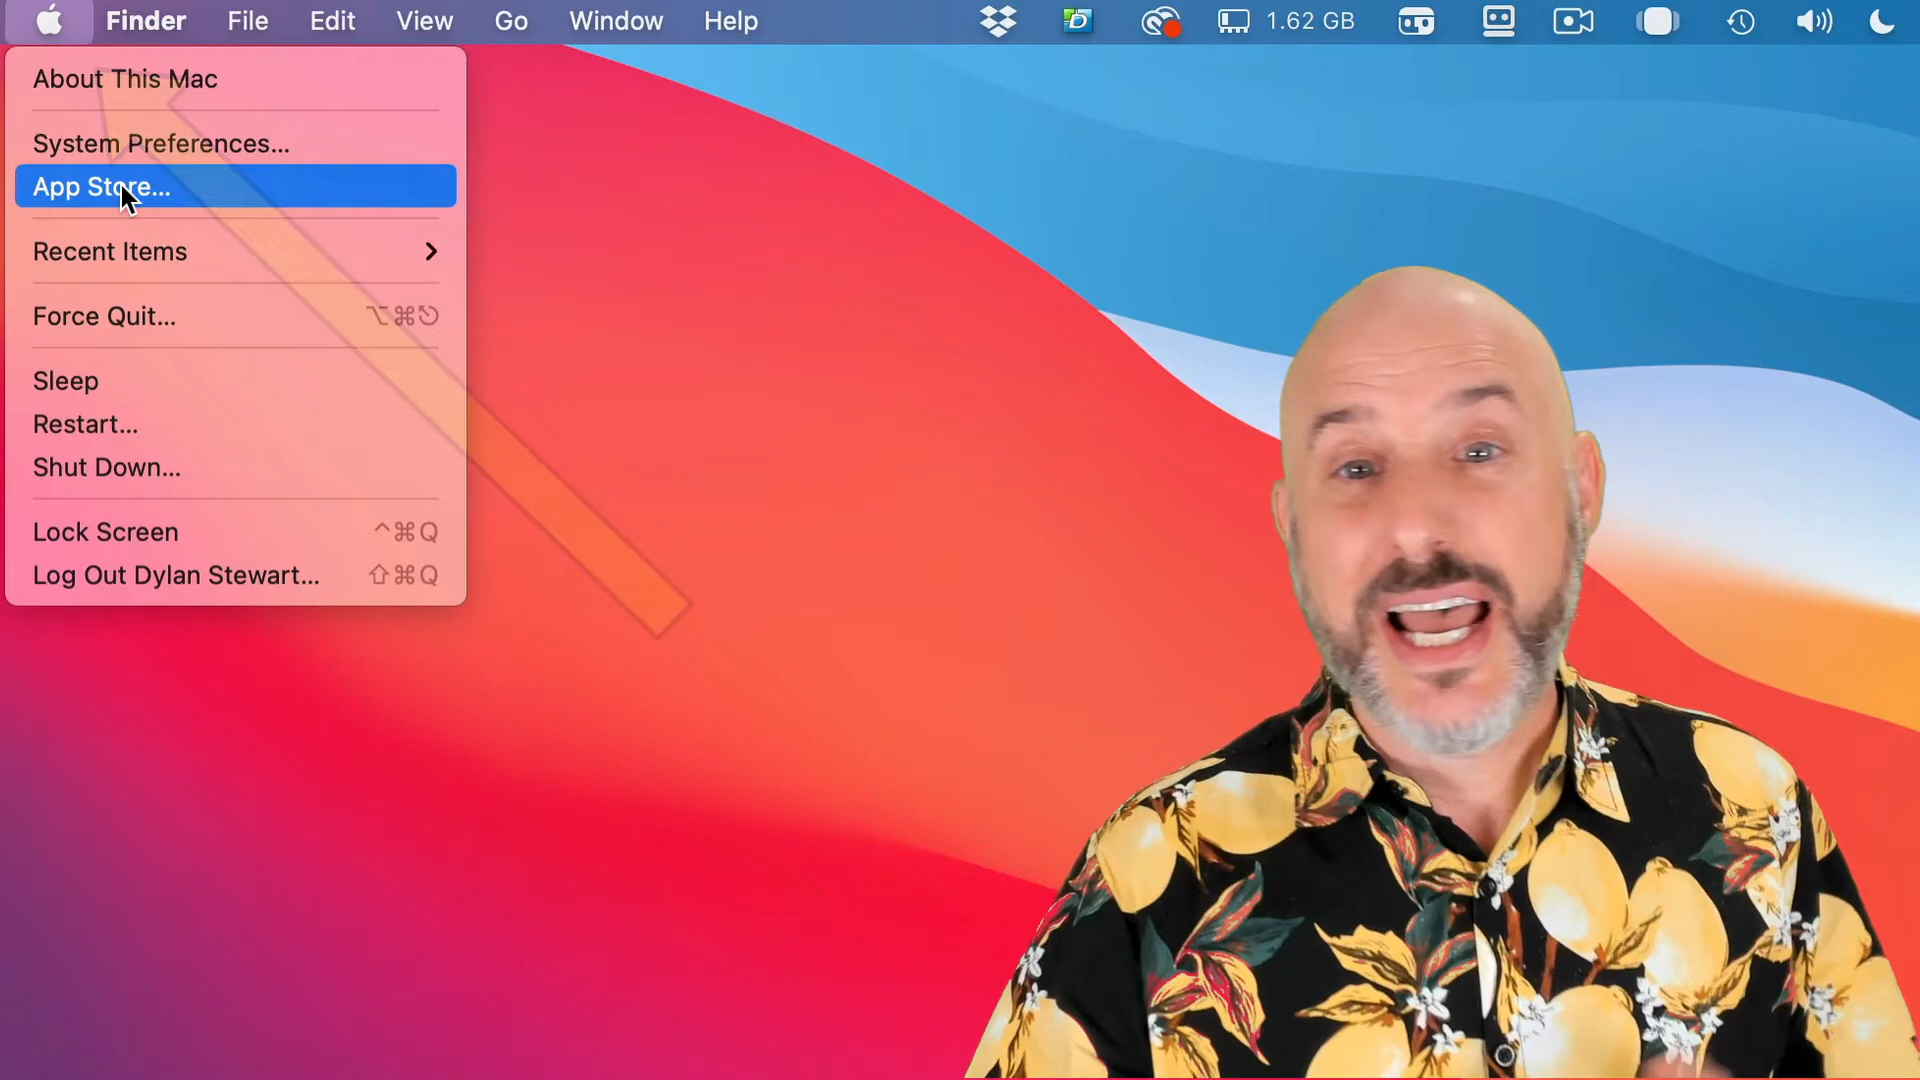 Finder File Edit View Go Window Help 1.62 GB
About This Mac
System Preferences...
App Store...
Recent Items
Force Quit... ⌥⌘⎋
Sleep
Restart...
Shut Down...
Lock Screen ^⌘Q
Log Out Dylan Stewart... ⇧⌘Q